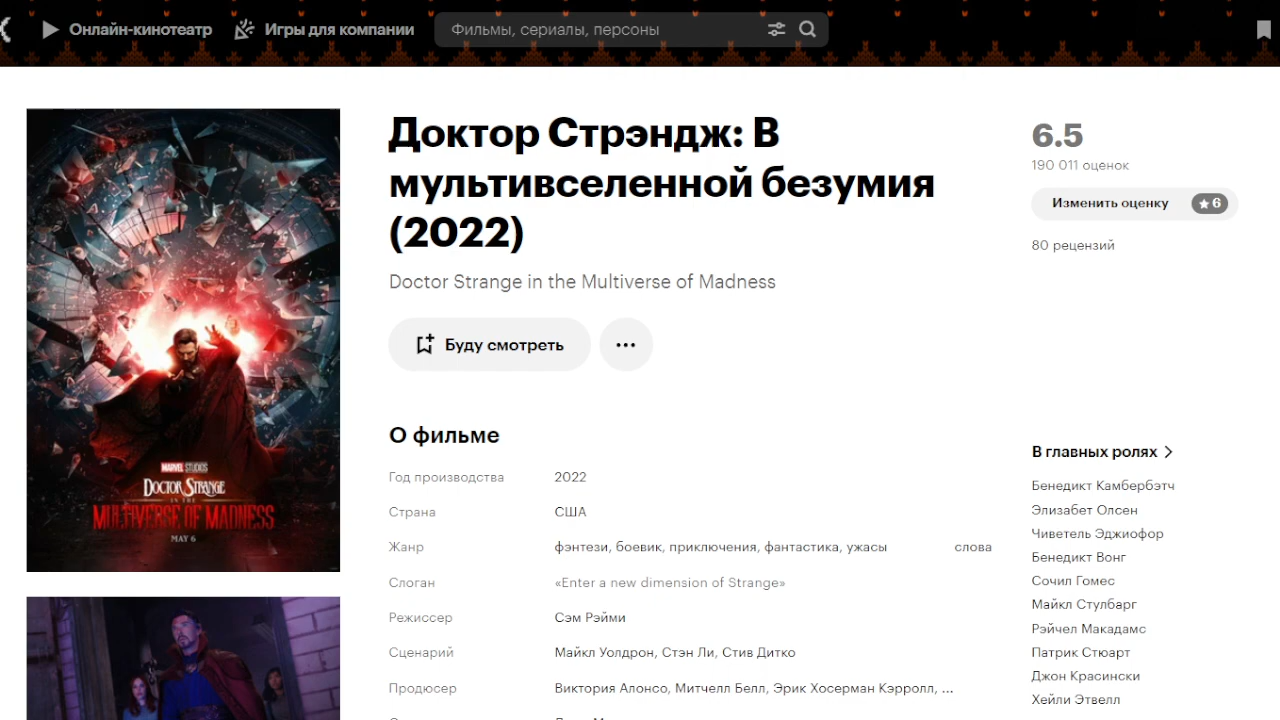 Онлайн-кинотеатр
Игры для компании
Фильмы, сериалы, персоны
MARVEL STUDIOS
DOCTOR STRANGE
IN THE
MULTIVERSE OF MADNESS
MAY 6
Доктор Стрэндж: В
мультивселенной безумия
(2022)
Doctor Strange in the Multiverse of Madness
Буду смотреть
...
О фильме
Год производства 2022
Страна США
Жанр фэнтези, боевик, приключения, фантастика, ужасы слова
Слоган «Enter a new dimension of Strange»
Режиссер Сэм Рэйми
Сценарий Майкл Уолдрон, Стэн Ли, Стив Дитко
Продюсер Виктория Алонсо, Митчелл Белл, Эрик Хосерман Кэрролл, ...
6.5
190 011 оценок
Изменить оценку 6
80 рецензий
В главных ролях
Бенедикт Камбербэтч
Элизабет Олсен
Чиветель Эджиофор
Бенедикт Вонг
Сочил Гомес
Майкл Стулбарг
Рэйчел Макадамс
Патрик Стюарт
Джон Красински
Хейли Этвелл